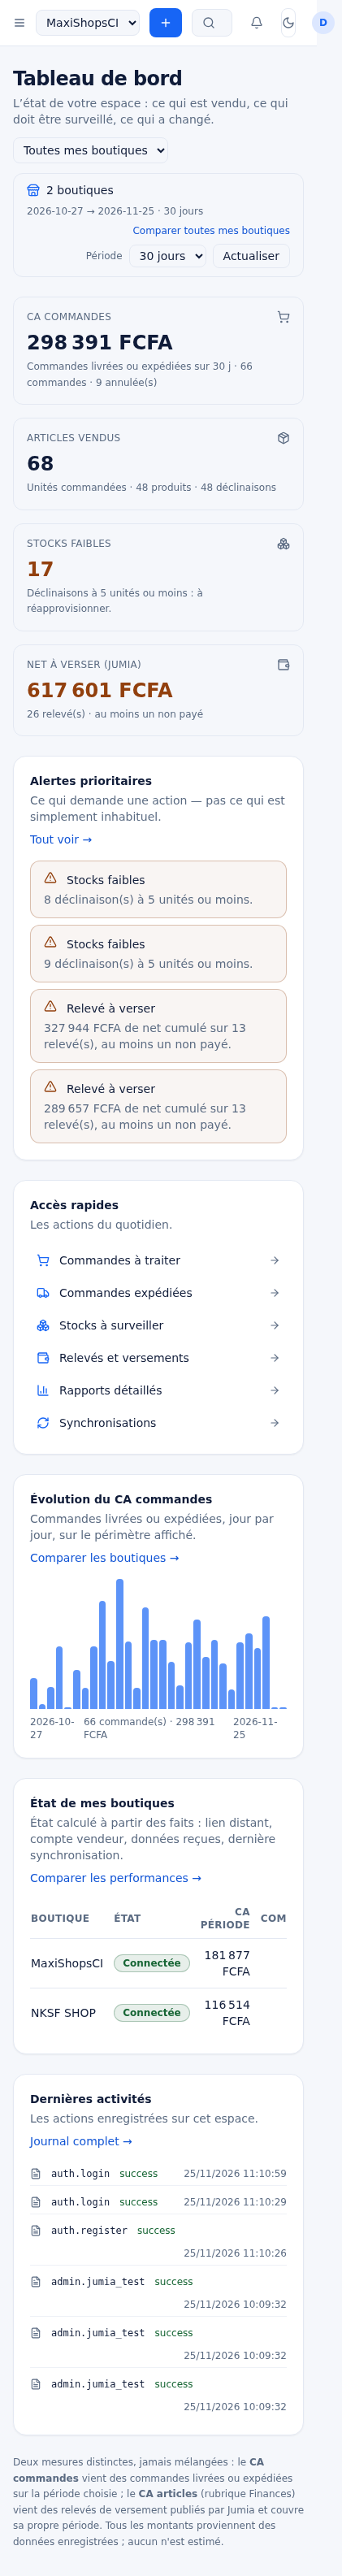 MaxiShopsCI
D
Tableau de bord
L’état de votre espace : ce qui est vendu, ce qui
doit être surveillé, ce qui a changé.
Toutes mes boutiques
2 boutiques
2026-10-27 → 2026-11-25 · 30 jours
Comparer toutes mes boutiques
Période 30 jours Actualiser
CA COMMANDES
298 391 FCFA
Commandes livrées ou expédiées sur 30 j · 66
commandes · 9 annulée(s)
ARTICLES VENDUS
68
Unités commandées · 48 produits · 48 déclinaisons
STOCKS FAIBLES
17
Déclinaisons à 5 unités ou moins : à
réapprovisionner.
NET À VERSER (JUMIA)
617 601 FCFA
26 relevé(s) · au moins un non payé
Alertes prioritaires
Ce qui demande une action — pas ce qui est
simplement inhabituel.
Tout voir →
Stocks faibles
8 déclinaison(s) à 5 unités ou moins.
Stocks faibles
9 déclinaison(s) à 5 unités ou moins.
Relevé à verser
327 944 FCFA de net cumulé sur 13
relevé(s), au moins un non payé.
Relevé à verser
289 657 FCFA de net cumulé sur 13
relevé(s), au moins un non payé.
Accès rapides
Les actions du quotidien.
Commandes à traiter
Commandes expédiées
Stocks à surveiller
Relevés et versements
Rapports détaillés
Synchronisations
Évolution du CA commandes
Commandes livrées ou expédiées, jour par
jour, sur le périmètre affiché.
Comparer les boutiques →
2026-10-27 66 commande(s) · 298 391 FCFA 2026-11-25
État de mes boutiques
État calculé à partir des faits : lien distant,
compte vendeur, données reçues, dernière
synchronisation.
Comparer les performances →
BOUTIQUE ÉTAT CA PÉRIODE COM
MaxiShopsCI Connectée 181 877 FCFA
NKSF SHOP Connectée 116 514 FCFA
Dernières activités
Les actions enregistrées sur cet espace.
Journal complet →
auth.login success 25/11/2026 11:10:59
auth.login success 25/11/2026 11:10:29
auth.register success
25/11/2026 11:10:26
admin.jumia_test success
25/11/2026 10:09:32
admin.jumia_test success
25/11/2026 10:09:32
admin.jumia_test success
25/11/2026 10:09:32
Deux mesures distinctes, jamais mélangées : le CA
commandes vient des commandes livrées ou expédiées
sur la période choisie ; le CA articles (rubrique Finances)
vient des relevés de versement publiés par Jumia et couvre
sa propre période. Tous les montants proviennent des
données enregistrées ; aucun n'est estimé.